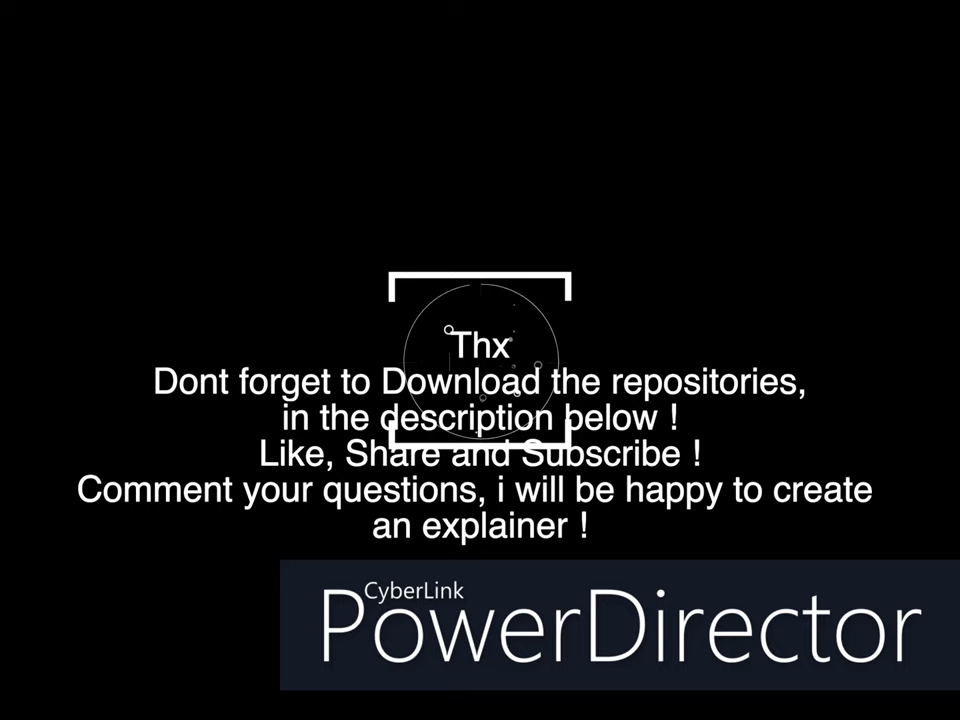 Thx
Dont forget to Download the repositories,
in the description below !
Like, Share and Subscribe !
Comment your questions, i will be happy to create
an explainer !
CyberLink
PowerDirector